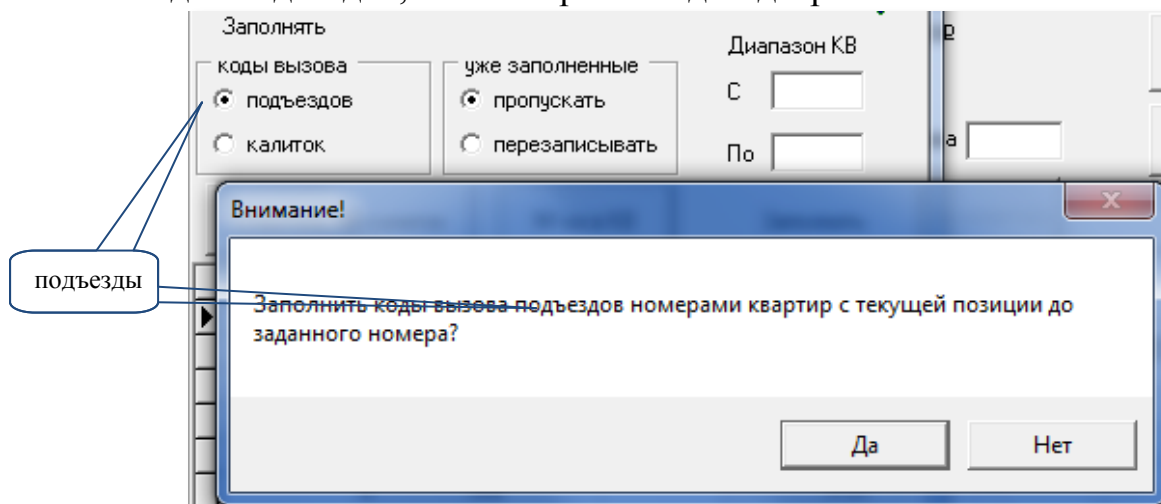 Заполнять
коды вызова
уже заполненные
Диапазон КВ
подъездов
пропускать
С
калиток
перезаписывать
По
а
Внимание!
подъезды
Заполнить коды вызова подъездов номерами квартир с текущей позиции до
заданного номера?
Да
Нет